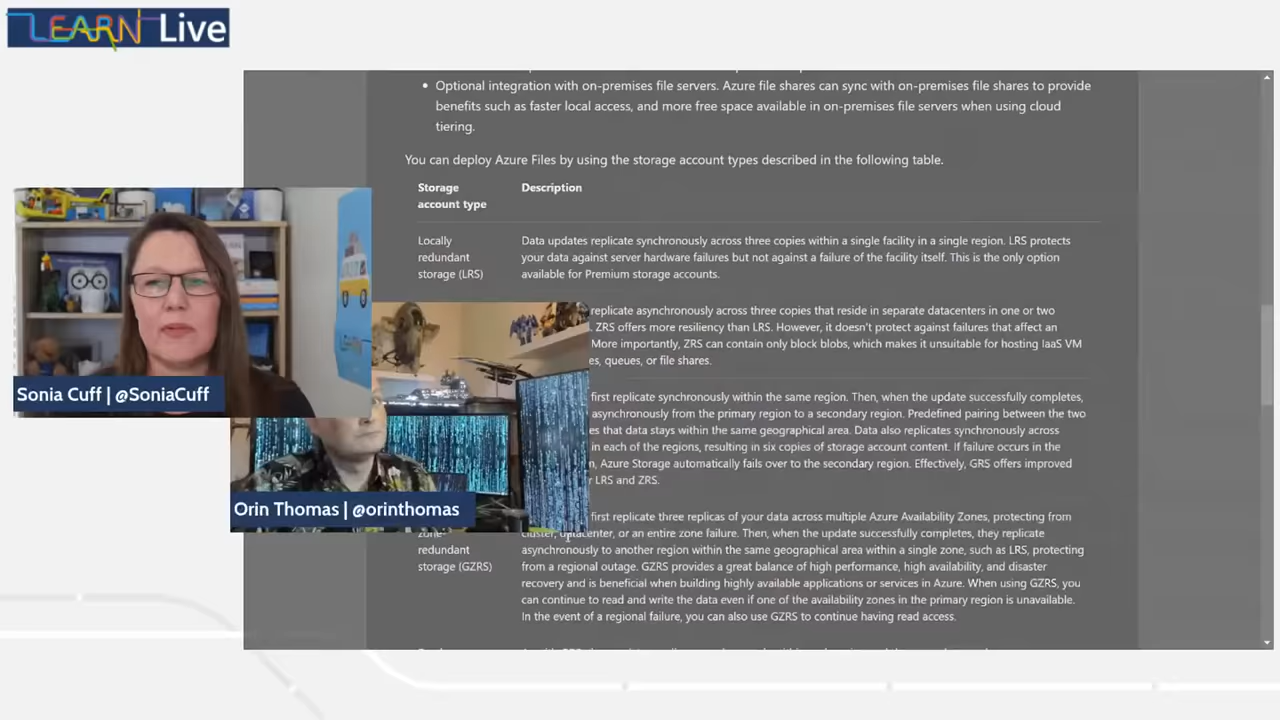 LEARN Live
• Optional integration with on-premises file servers. Azure file shares can sync with on-premises file shares to provide
benefits such as faster local access, and more free space available in on-premises file servers when using cloud
tiering.
You can deploy Azure Files by using the storage account types described in the following table.
Storage
account type
Description
Locally
redundant
storage (LRS)
Data updates replicate synchronously across three copies within a single facility in a single region. LRS protects
your data against server hardware failures but not against a failure of the facility itself. This is the only option
available for Premium storage accounts.
replicate asynchronously across three copies that reside in separate datacenters in one or two
. ZRS offers more resiliency than LRS. However, it doesn't protect against failures that affect an
More importantly, ZRS can contain only block blobs, which makes it unsuitable for hosting IaaS VM
es, queues, or file shares.
first replicate synchronously within the same region. Then, when the update successfully completes,
asynchronously from the primary region to a secondary region. Predefined pairing between the two
es that data stays within the same geographical area. Data also replicates synchronously across
in each of the regions, resulting in six copies of storage account content. If failure occurs in the
n, Azure Storage automatically fails over to the secondary region. Effectively, GRS offers improved
r LRS and ZRS.
zone-
redundant
storage (GZRS)
first replicate three replicas of your data across multiple Azure Availability Zones, protecting from
cluster, datacenter, or an entire zone failure. Then, when the update successfully completes, they replicate
asynchronously to another region within the same geographical area within a single zone, such as LRS, protecting
from a regional outage. GZRS provides a great balance of high performance, high availability, and disaster
recovery and is beneficial when building highly available applications or services in Azure. When using GZRS, you
can continue to read and write the data even if one of the availability zones in the primary region is unavailable.
In the event of a regional failure, you can also use GZRS to continue having read access.
Sonia Cuff | @SoniaCuff
Orin Thomas | @orinthomas